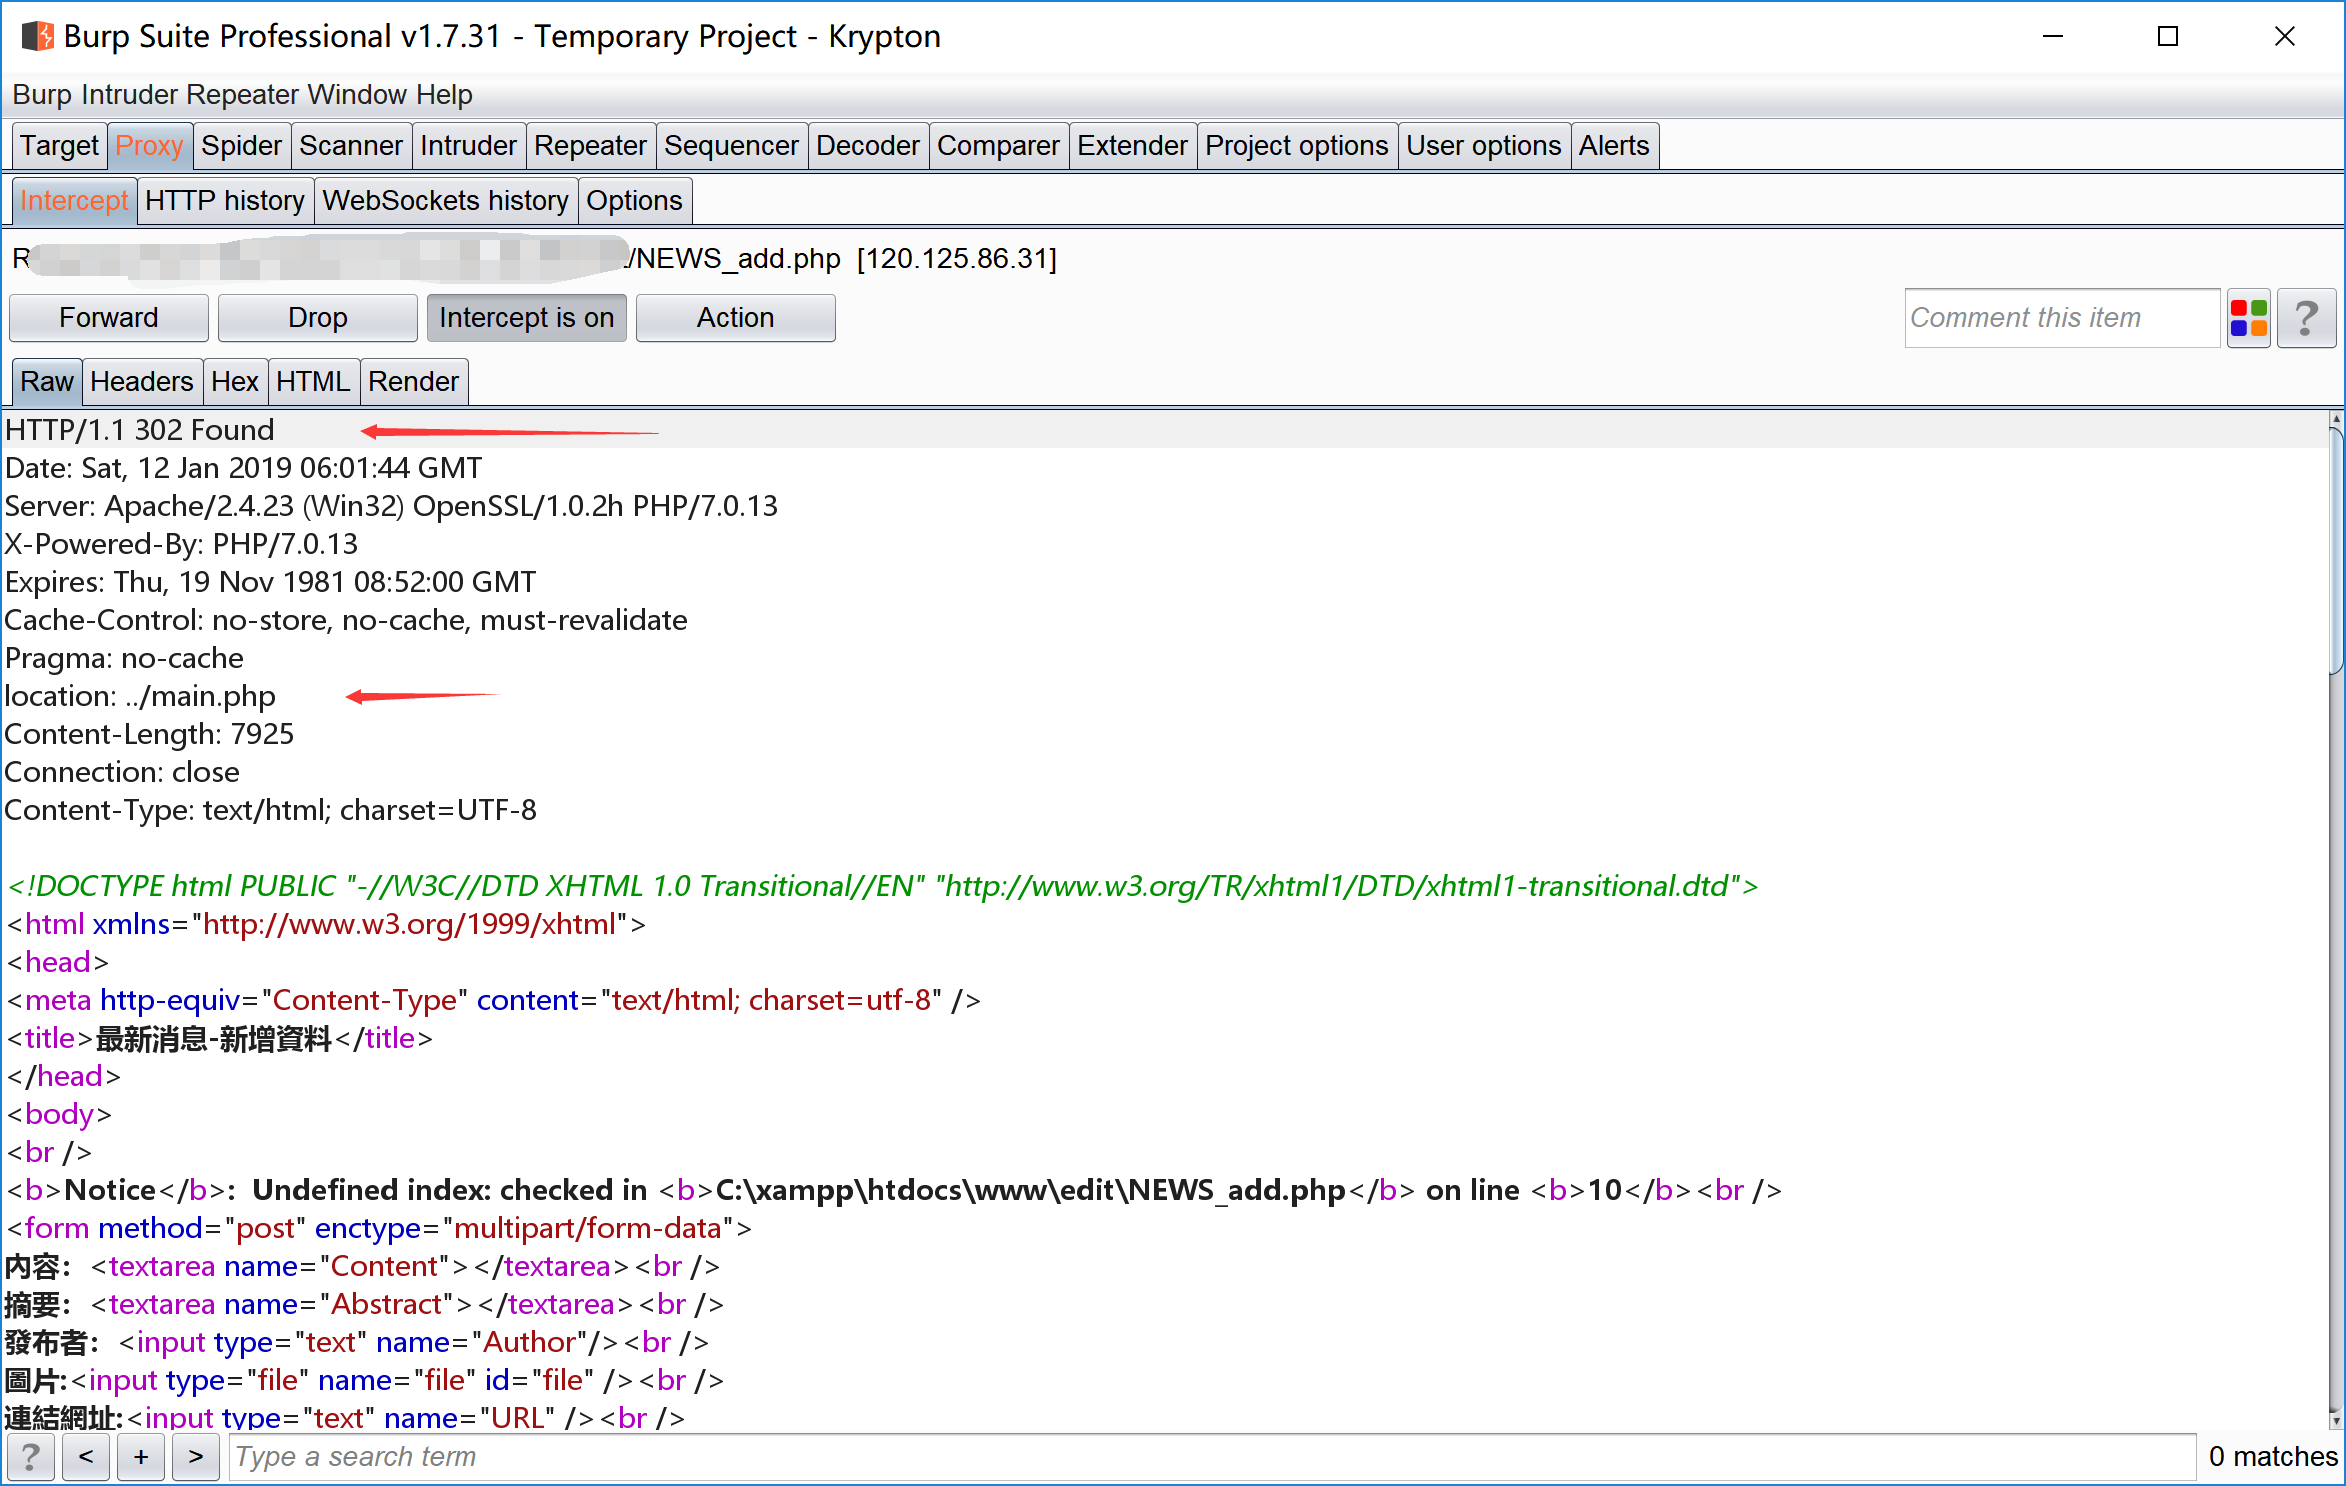 Burp Suite Professional v1.7.31 - Temporary Project - Krypton
Burp Intruder Repeater Window Help
Target Proxy Spider Scanner Intruder Repeater Sequencer Decoder Comparer Extender Project options User options Alerts
Intercept HTTP history WebSockets history Options
/NEWS_add.php [120.125.86.31]
Forward Drop Intercept is on Action Comment this item ?
Raw Headers Hex HTML Render
HTTP/1.1 302 Found
Date: Sat, 12 Jan 2019 06:01:44 GMT
Server: Apache/2.4.23 (Win32) OpenSSL/1.0.2h PHP/7.0.13
X-Powered-By: PHP/7.0.13
Expires: Thu, 19 Nov 1981 08:52:00 GMT
Cache-Control: no-store, no-cache, must-revalidate
Pragma: no-cache
location: ../main.php
Content-Length: 7925
Connection: close
Content-Type: text/html; charset=UTF-8
<!DOCTYPE html PUBLIC "-//W3C//DTD XHTML 1.0 Transitional//EN" "http://www.w3.org/TR/xhtml1/DTD/xhtml1-transitional.dtd">
<html xmlns="http://www.w3.org/1999/xhtml">
<head>
<meta http-equiv="Content-Type" content="text/html; charset=utf-8" />
<title>最新消息-新增資料</title>
</head>
<body>
<br />
<b>Notice</b>:  Undefined index: checked in <b>C:\xampp\htdocs\www\edit\NEWS_add.php</b> on line <b>10</b><br />
<form method="post" enctype="multipart/form-data">
內容：<textarea name="Content"></textarea><br />
摘要：<textarea name="Abstract"></textarea><br />
發布者：<input type="text" name="Author"/><br />
圖片:<input type="file" name="file" id="file" /><br />
連結網址:<input type="text" name="URL" /><br />
? < + > Type a search term 0 matches